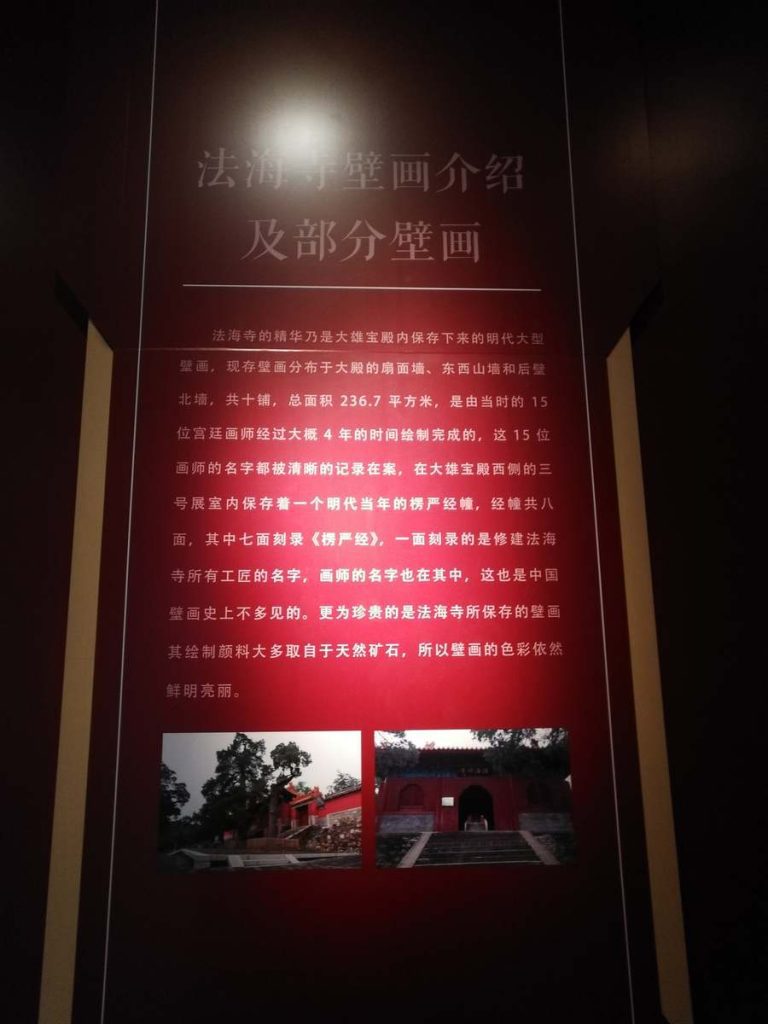 法海寺壁画介绍
及部分壁画
法海寺的精华乃是大雄宝殿内保存下来的明代大型
壁画，现存壁画分布于大殿的扇面墙、东西山墙和后壁
北墙，共十铺，总面积 236.7 平方米，是由当时的 15
位宫廷画师经过大概 4 年的时间绘制完成的，这 15 位
画师的名字都被清晰的记录在案，在大雄宝殿西侧的三
号展室内保存着一个明代当年的楞严经幢，经幢共八
面，其中七面刻录《楞严经》，一面刻录的是修建法海
寺所有工匠的名字，画师的名字也在其中，这也是中国
壁画史上不多见的。更为珍贵的是法海寺所保存的壁画
其绘制颜料大多取自于天然矿石，所以壁画的色彩依然
鲜明亮丽。